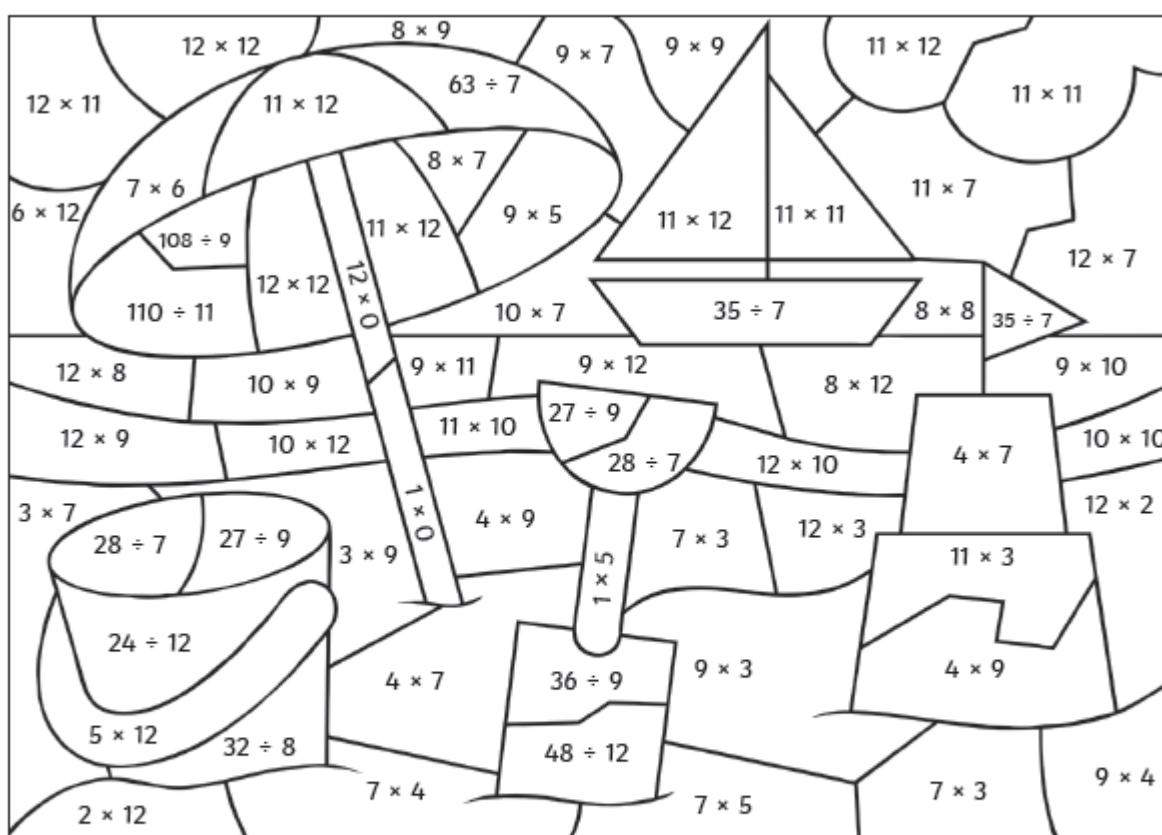 8 × 9
12 × 12
9 × 7
9 × 9
11 × 12
63 ÷ 7
12 × 11
11 × 12
11 × 11
8 × 7
7 × 6
11 × 7
6 × 12
9 × 5
11 × 12
11 × 11
11 × 12
108 ÷ 9
12 × 7
12 × 12
12 × 0
110 ÷ 11
10 × 7
35 ÷ 7
8 × 8
35 ÷ 7
12 × 8
10 × 9
9 × 11
9 × 12
8 × 12
9 × 10
27 ÷ 9
12 × 9
10 × 12
11 × 10
10 × 10
4 × 7
28 ÷ 7
12 × 10
12 × 2
3 × 7
1 × 0
4 × 9
12 × 3
7 × 3
28 ÷ 7
27 ÷ 9
3 × 9
11 × 3
1 × 5
24 ÷ 12
4 × 7
36 ÷ 9
9 × 3
4 × 9
5 × 12
32 ÷ 8
48 ÷ 12
9 × 4
7 × 4
7 × 3
7 × 5
2 × 12